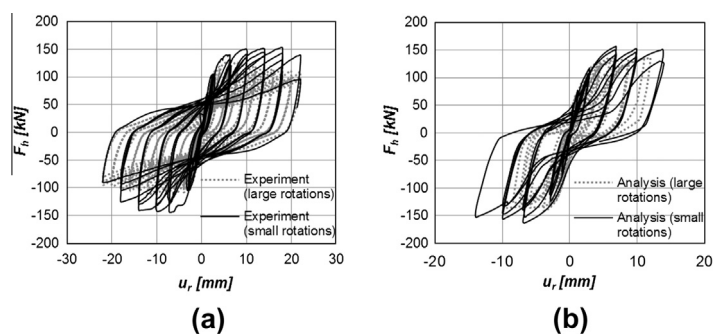 200
150
100
50
0
-50
-100
-150
-200
-30 -20 -10 0 10 20 30
F_h [kN]
u_r [mm]
Experiment
(large rotations)
Experiment
(small rotations)
(a)
200
150
100
50
0
-50
-100
-150
-200
-20 -10 0 10 20
F_h [kN]
u_r [mm]
Analysis (large
rotations)
Analysis (small
rotations)
(b)